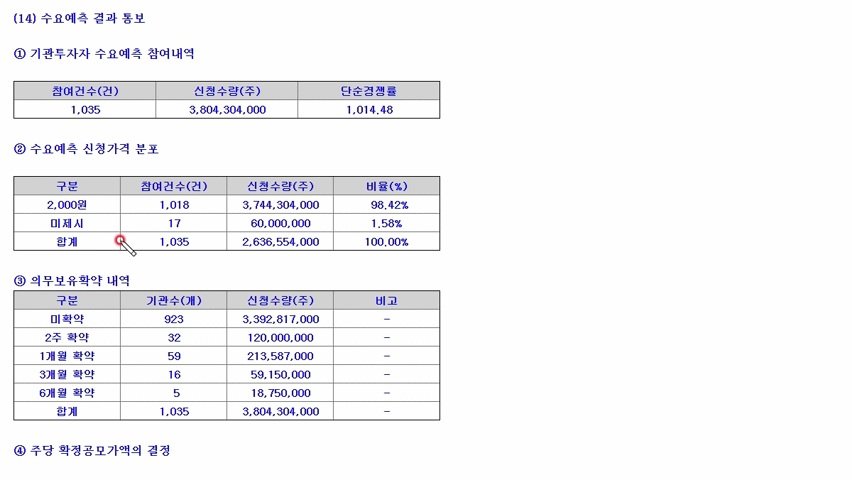 (14) 수요예측 결과 통보
① 기관투자자 수요예측 참여내역
참여건수(건) 신청수량(주) 단순경쟁률
1,035 3,804,304,000 1,014.48
② 수요예측 신청가격 분포
구분 참여건수(건) 신청수량(주) 비율(%)
2,000원 1,018 3,744,304,000 98.42%
미제시 17 60,000,000 1.58%
합계 1,035 2,636,554,000 100.00%
③ 의무보유확약 내역
구분 기관수(개) 신청수량(주) 비고
미확약 923 3,392,817,000 -
2주 확약 32 120,000,000 -
1개월 확약 59 213,587,000 -
3개월 확약 16 59,150,000 -
6개월 확약 5 18,750,000 -
합계 1,035 3,804,304,000 -
④ 주당 확정공모가액의 결정